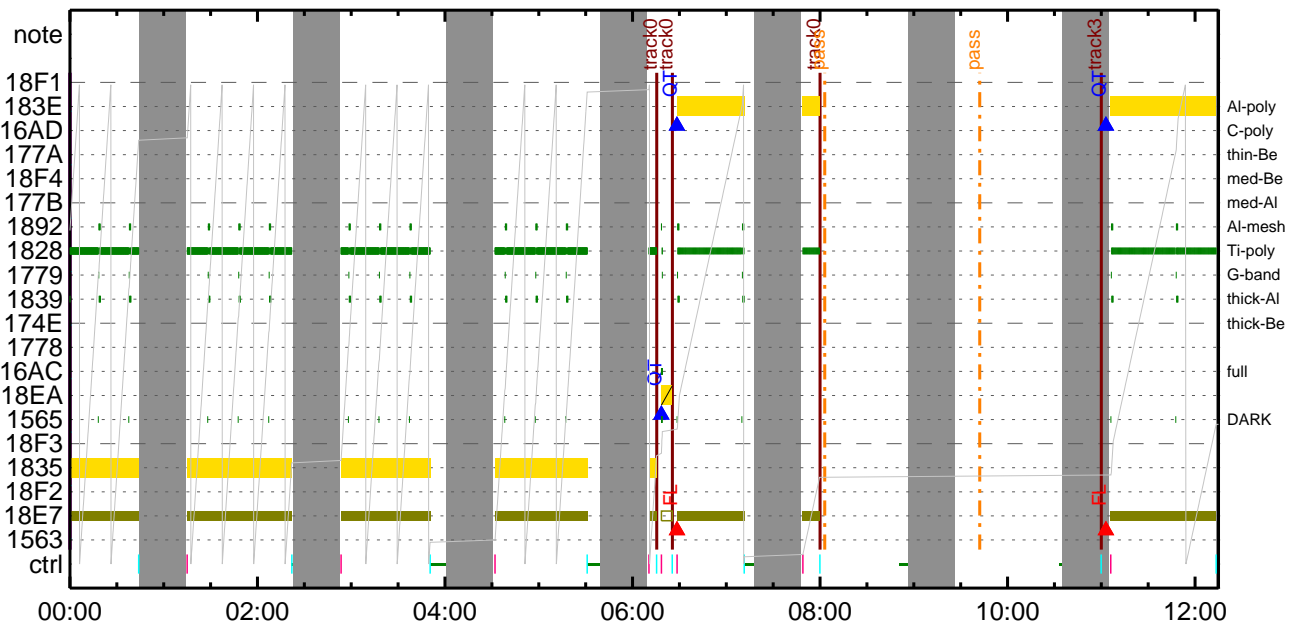 note
track0
track0
track0
pass
pass
track3
18F1
QT
QT
183E
Al-poly
16AD
C-poly
177A
thin-Be
18F4
med-Be
177B
med-Al
1892
Al-mesh
1828
Ti-poly
1779
G-band
1839
thick-Al
174E
thick-Be
1778
16AC
QT
full
18EA
1565
DARK
18F3
1835
18F2
FL
FL
18E7
1563
ctrl
00:00 02:00 04:00 06:00 08:00 10:00 12:00